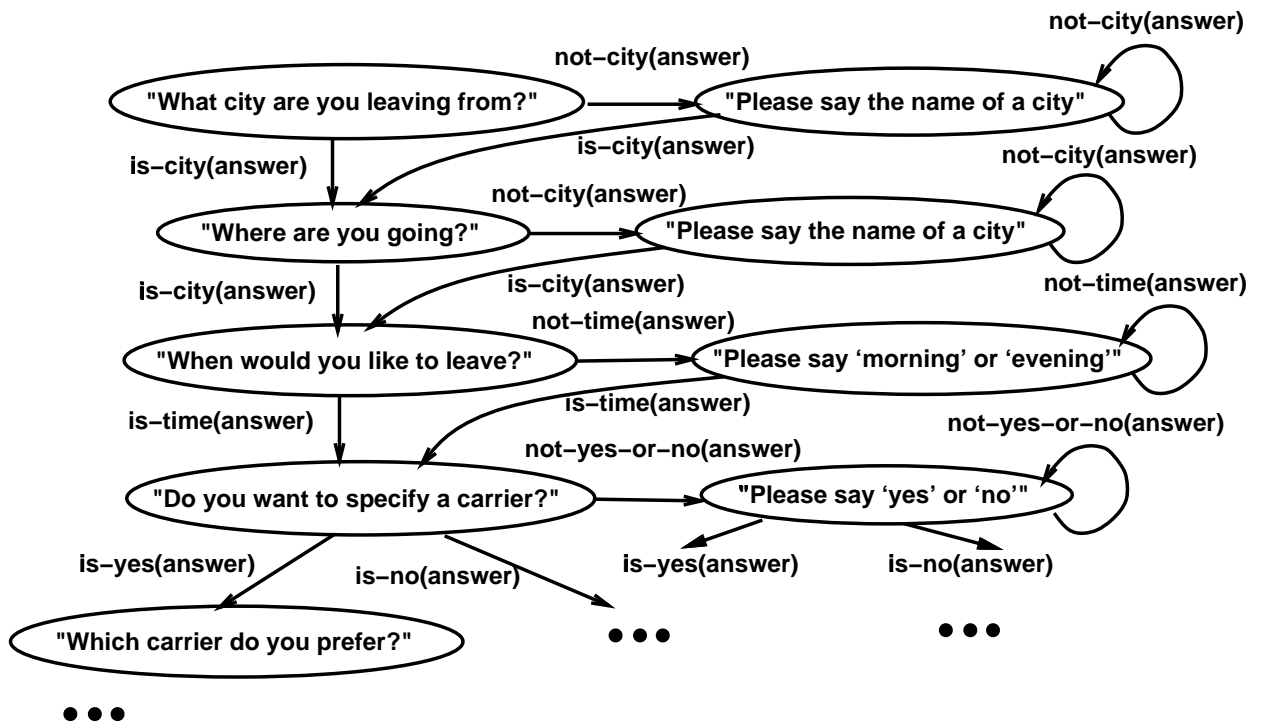 not–city(answer)
not–city(answer)
"What city are you leaving from?"
"Please say the name of a city"
is–city(answer)
is–city(answer)
not–city(answer)
not–city(answer)
"Where are you going?"
"Please say the name of a city"
is–city(answer)
is–city(answer)
not–time(answer)
not–time(answer)
"When would you like to leave?"
"Please say ‘morning’ or ‘evening’"
is–time(answer)
is–time(answer)
not–yes–or–no(answer)
not–yes–or–no(answer)
"Do you want to specify a carrier?"
"Please say ‘yes’ or ‘no’"
is–yes(answer)
is–no(answer)
is–yes(answer)
is–no(answer)
"Which carrier do you prefer?"